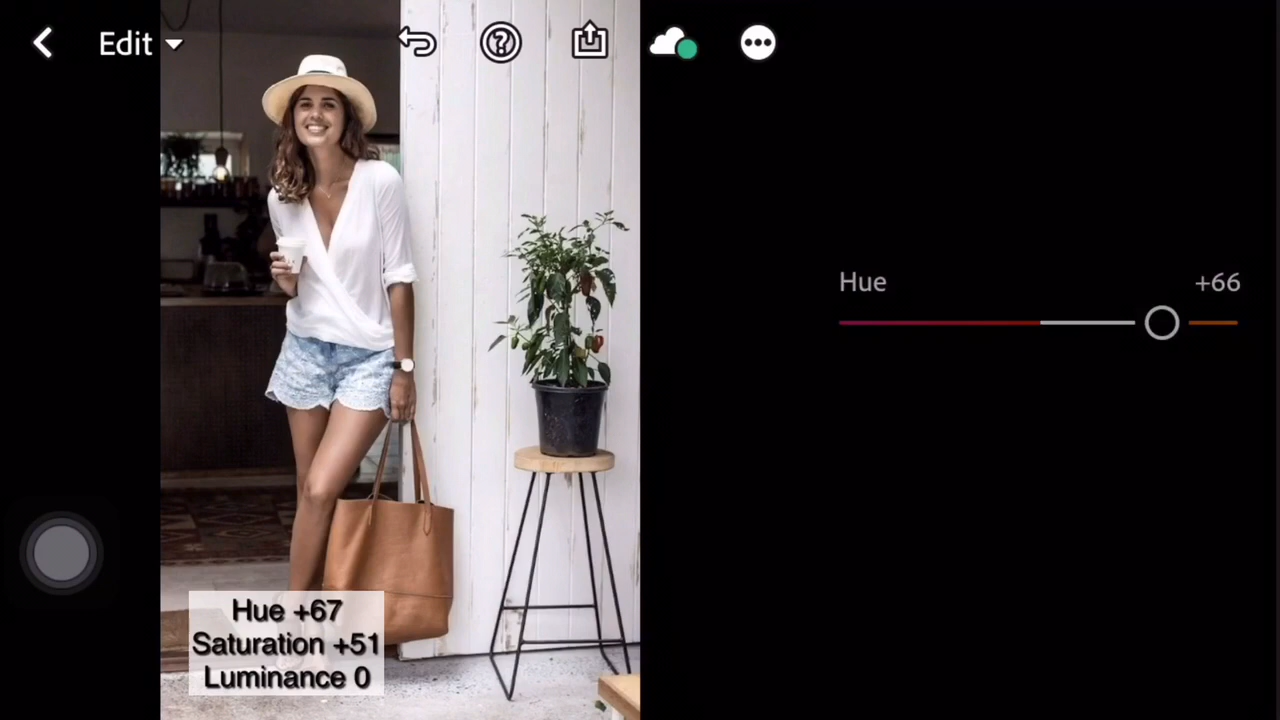 Edit
Hue +66
Hue +67
Saturation +51
Luminance 0